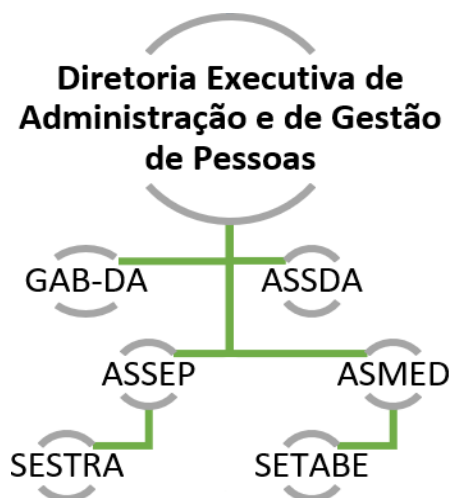 Diretoria Executiva de
Administração e de Gestão
de Pessoas
GAB-DA
ASSDA
ASSEP
ASMED
SESTRA
SETABE